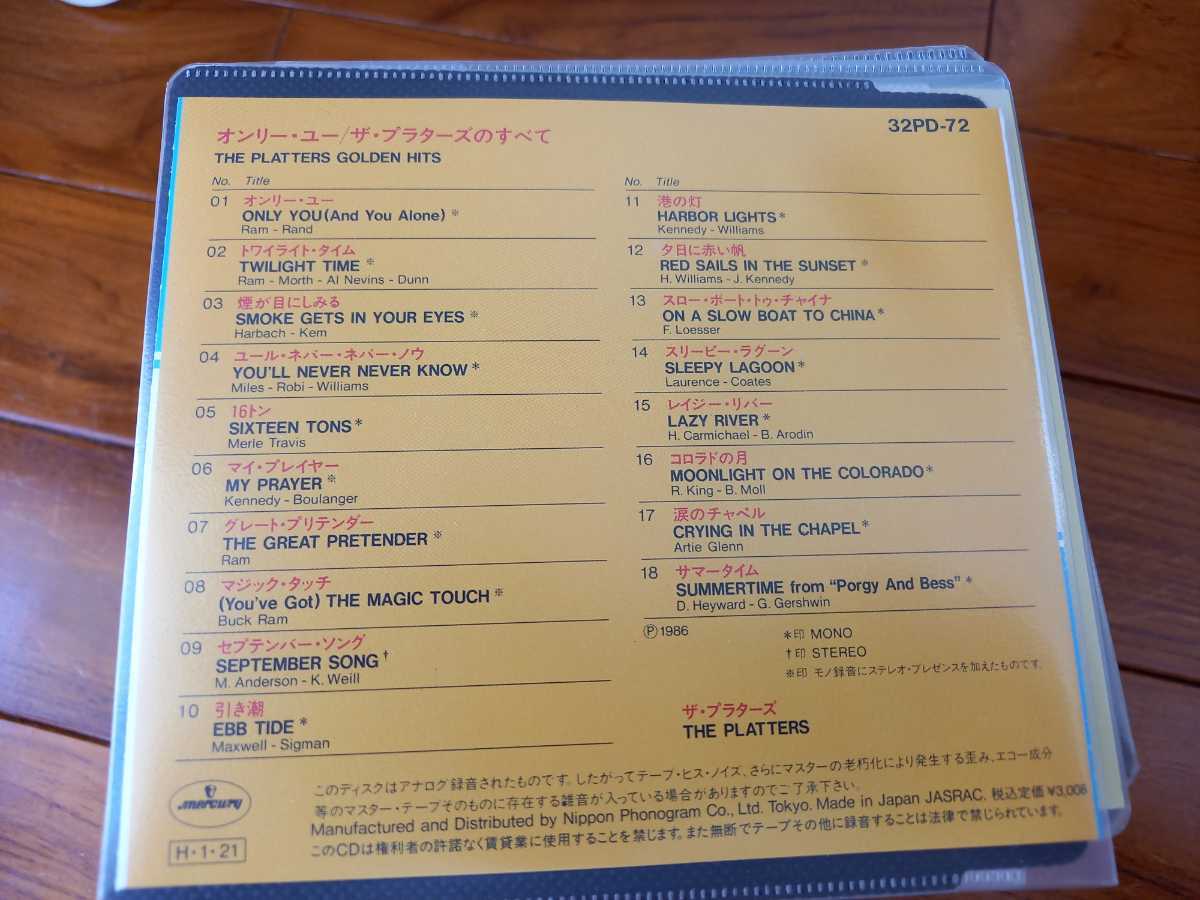 32PD-72
オンリー・ユー/ザ・プラターズのすべて
THE PLATTERS GOLDEN HITS
No. Title
01 オンリー・ユー
ONLY YOU(And You Alone)※
Ram - Rand
02 トワイライト・タイム
TWILIGHT TIME ※
Ram - Morth - Al Nevins - Dunn
03 煙が目にしみる
SMOKE GETS IN YOUR EYES ※
Harbach - Kern
04 ユール・ネバー・ネバー・ノウ
YOU'LL NEVER NEVER KNOW *
Miles - Robi - Williams
05 16トン
SIXTEEN TONS *
Merle Travis
06 マイ・プレイヤー
MY PRAYER ※
Kennedy - Boulanger
07 グレート・プリテンダー
THE GREAT PRETENDER ※
Ram
08 マジック・タッチ
(You've Got) THE MAGIC TOUCH ※
Buck Ram
09 セプテンバー・ソング
SEPTEMBER SONG †
M. Anderson - K. Weill
10 引き潮
EBB TIDE *
Maxwell - Sigman
No. Title
11 港の灯
HARBOR LIGHTS *
Kennedy - Williams
12 夕日に赤い帆
RED SAILS IN THE SUNSET ※
H. Williams - J. Kennedy
13 スロー・ボート・トゥ・チャイナ
ON A SLOW BOAT TO CHINA *
F. Loesser
14 スリーピー・ラグーン
SLEEPY LAGOON *
Laurence - Coates
15 レイジー・リバー
LAZY RIVER *
H. Carmichael - B. Arodin
16 コロラドの月
MOONLIGHT ON THE COLORADO *
R. King - B. Moll
17 涙のチャペル
CRYING IN THE CHAPEL *
Artie Glenn
18 サマータイム
SUMMERTIME from “Porgy And Bess” *
D. Heyward - G. Gershwin
Ⓟ1986
*印 MONO
†印 STEREO
※印 モノ録音にステレオ・プレゼンスを加えたものです.
ザ・プラターズ
THE PLATTERS
mercury
H・1・21
このディスクはアナログ録音されたものです。したがってテープ・ヒス・ノイズ、さらにマスターの老朽化により発生する歪み、エコー成分
等のマスター・テープそのものに存在する雑音が入っている場合がありますのでご了承下さい。
Manufactured and Distributed by Nippon Phonogram Co., Ltd. Tokyo. Made in Japan JASRAC. 税込定価¥3,006
このCDは権利者の許諾なく賃貸業に使用することを禁じます。また無断でテープその他に録音することは法律で禁じられています。